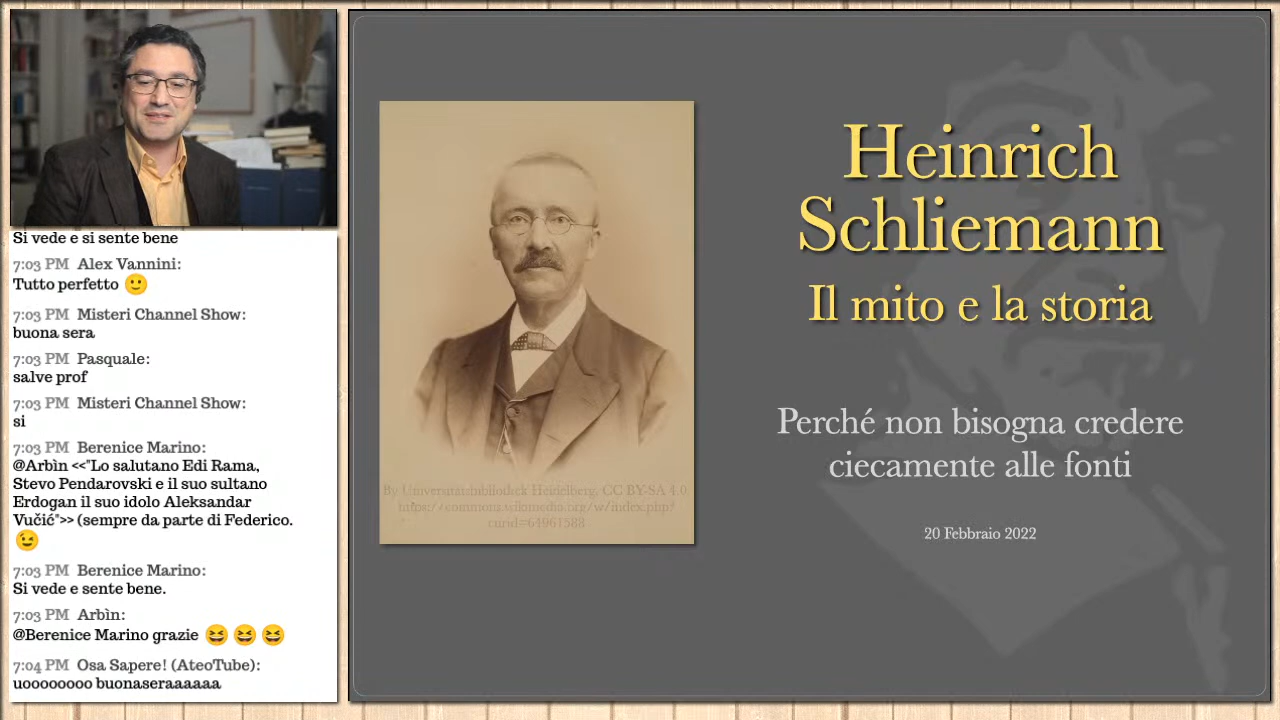 Si vede e si sente bene
7:03 PM Alex Vannini:
Tutto perfetto 🙂
7:03 PM Misteri Channel Show:
buona sera
7:03 PM Pasquale:
salve prof
7:03 PM Misteri Channel Show:
si
7:03 PM Berenice Marino:
@Arbìn <<"Lo salutano Edi Rama,
Stevo Pendarovski e il suo sultano
Erdogan il suo idolo Aleksandar
Vučić">> (sempre da parte di Federico.
😉
7:03 PM Berenice Marino:
Si vede e sente bene.
7:03 PM Arbìn:
@Berenice Marino grazie 😆 😆 😆
7:04 PM Osa Sapere! (AteoTube):
uoooooooo buonaseraaaaaa
By Universitätsbibliothek Heidelberg, CC BY-SA 4.0,
https://commons.wikimedia.org/w/index.php?
curid=64961588
Heinrich
Schliemann
Il mito e la storia
Perché non bisogna credere
ciecamente alle fonti
20 Febbraio 2022